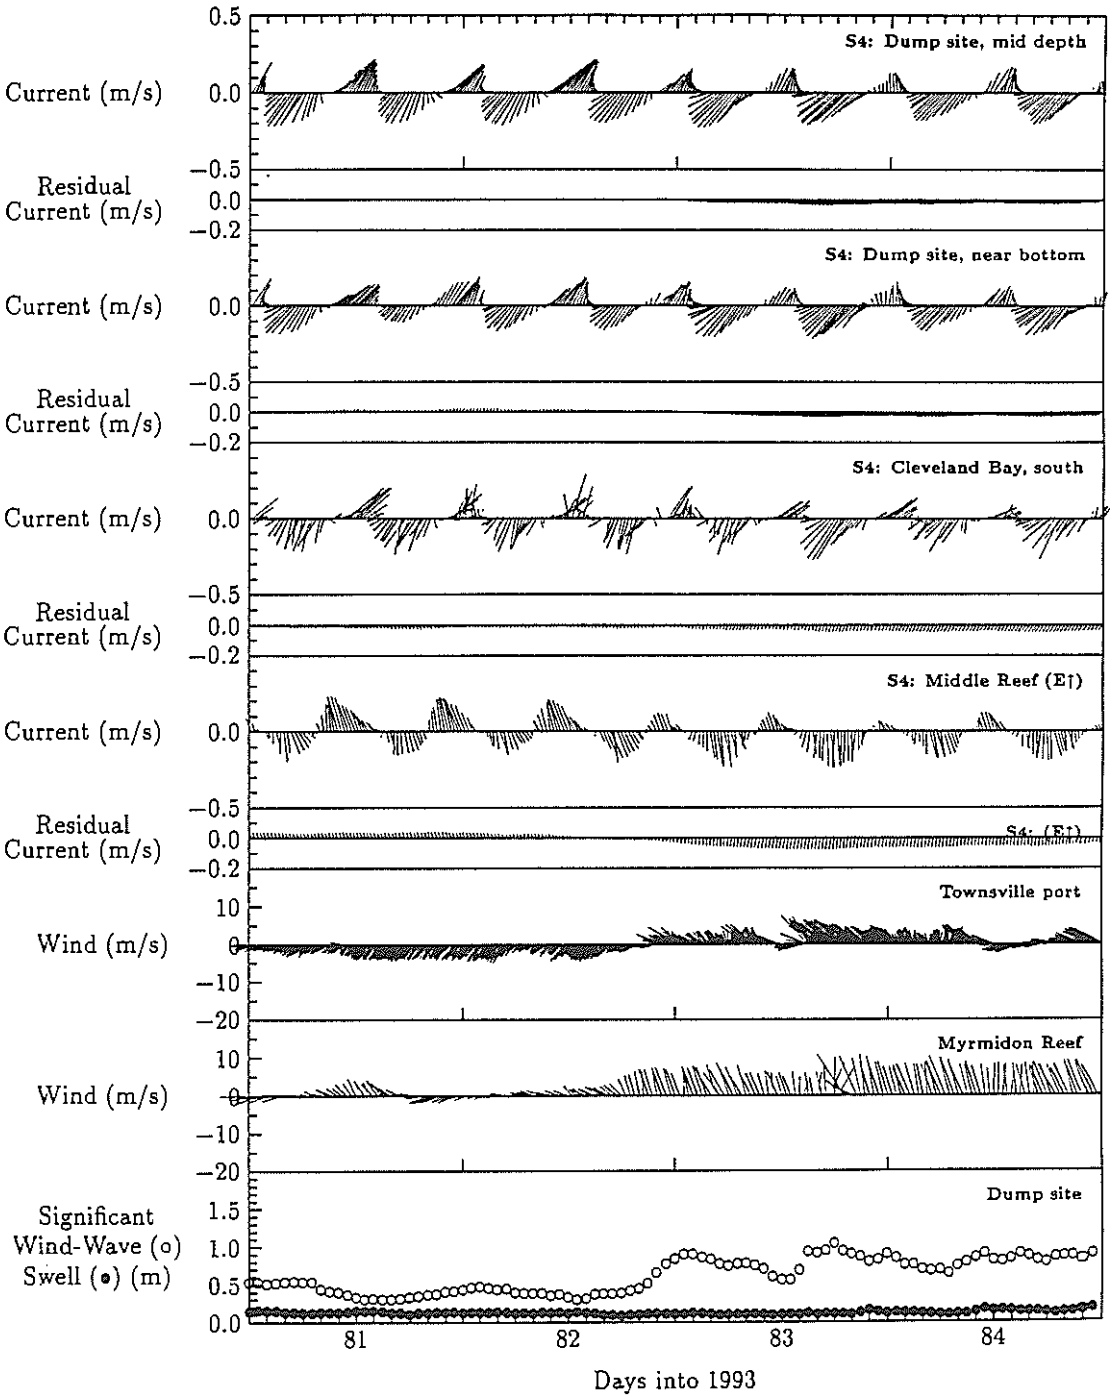 0.5
S4: Dump site, mid depth
Current (m/s)
0.0
−0.5
Residual
Current (m/s)
0.0
−0.2
S4: Dump site, near bottom
Current (m/s)
0.0
−0.5
Residual
Current (m/s)
0.0
−0.2
S4: Cleveland Bay, south
Current (m/s)
0.0
−0.5
Residual
Current (m/s)
0.0
−0.2
S4: Middle Reef (E↑)
Current (m/s)
0.0
−0.5
Residual
Current (m/s)
0.0
S4: (E↑)
−0.2
Townsville port
10
Wind (m/s)
0
−10
−20
Myrmidon Reef
10
Wind (m/s)
0
−10
−20
Dump site
1.5
Significant
Wind-Wave (○)
1.0
Swell (●) (m)
0.5
0.0
81 82 83 84
Days into 1993